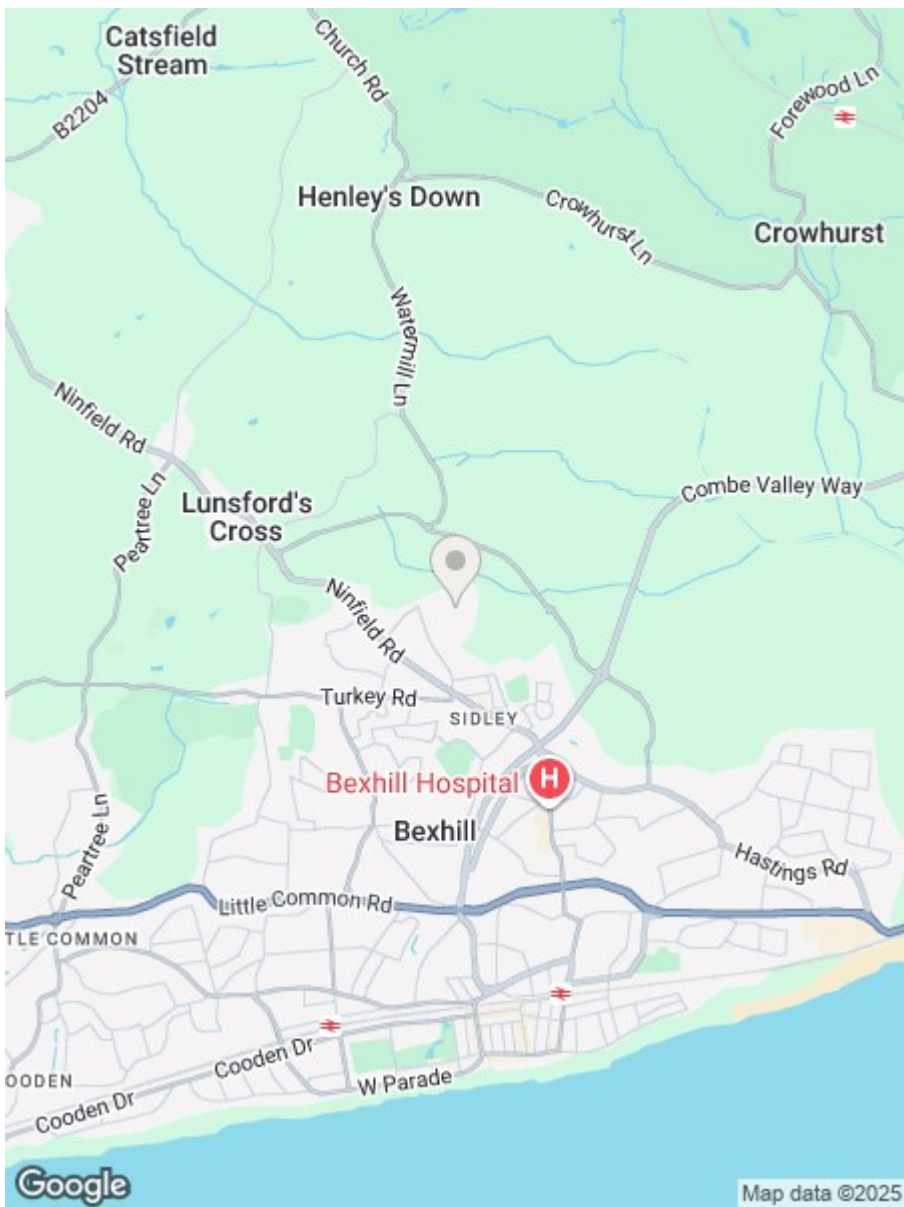 Catsfield
Stream
Church Rd
Forewood Ln
B2204
Henley's Down
Crowhurst Ln
Crowhurst
Watermill Ln
Ninfield Rd
Combe Valley Way
Peartree Ln
Lunsford's
Cross
Ninfield Rd
Turkey Rd
SIDLEY
Bexhill Hospital
H
Bexhill
Peartree Ln
Hastings Rd
Little Common Rd
TLE COMMON
Cooden Dr
W Parade
OODEN
Cooden Dr
Google
Map data ©2025